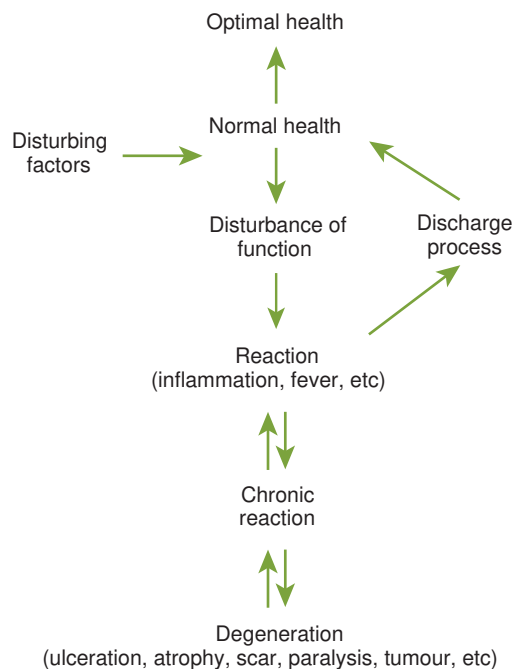 Optimal health
Normal health
Disturbing
factors
Disturbance of
function
Discharge
process
Reaction
(inflammation, fever, etc)
Chronic
reaction
Degeneration
(ulceration, atrophy, scar, paralysis, tumour, etc)